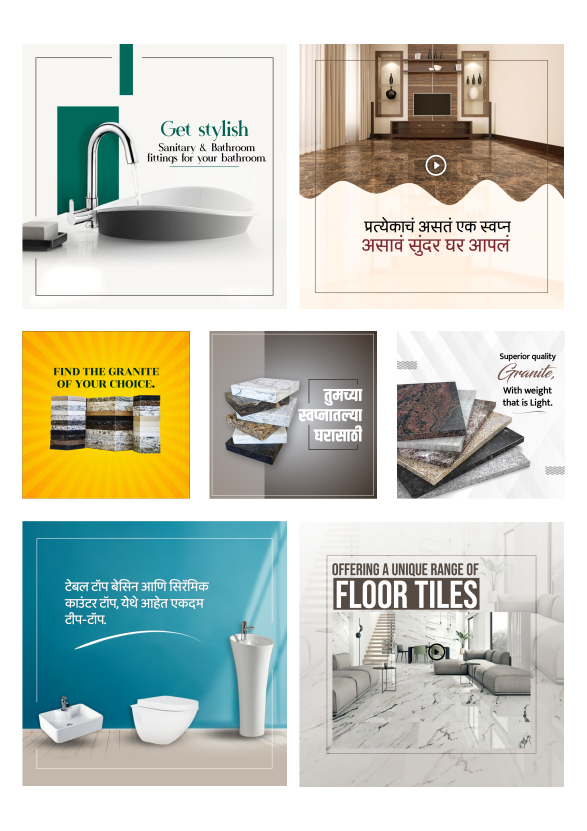 Get stylish
Sanitary & Bathroom
fittings for your bathroom.
प्रत्येकाचं असतं एक स्वप्न
असावं सुंदर घर आपलं
FIND THE GRANITE
OF YOUR CHOICE.
तुमच्या
स्वप्नातल्या
घरासाठी
Superior quality
Granite,
With weight
that is Light.
टेबल टॉप बेसिन आणि सिरॅमिक
काउंटर टॉप, येथे आहेत एकदम
टीप-टॉप.
OFFERING A UNIQUE RANGE OF
FLOOR TILES